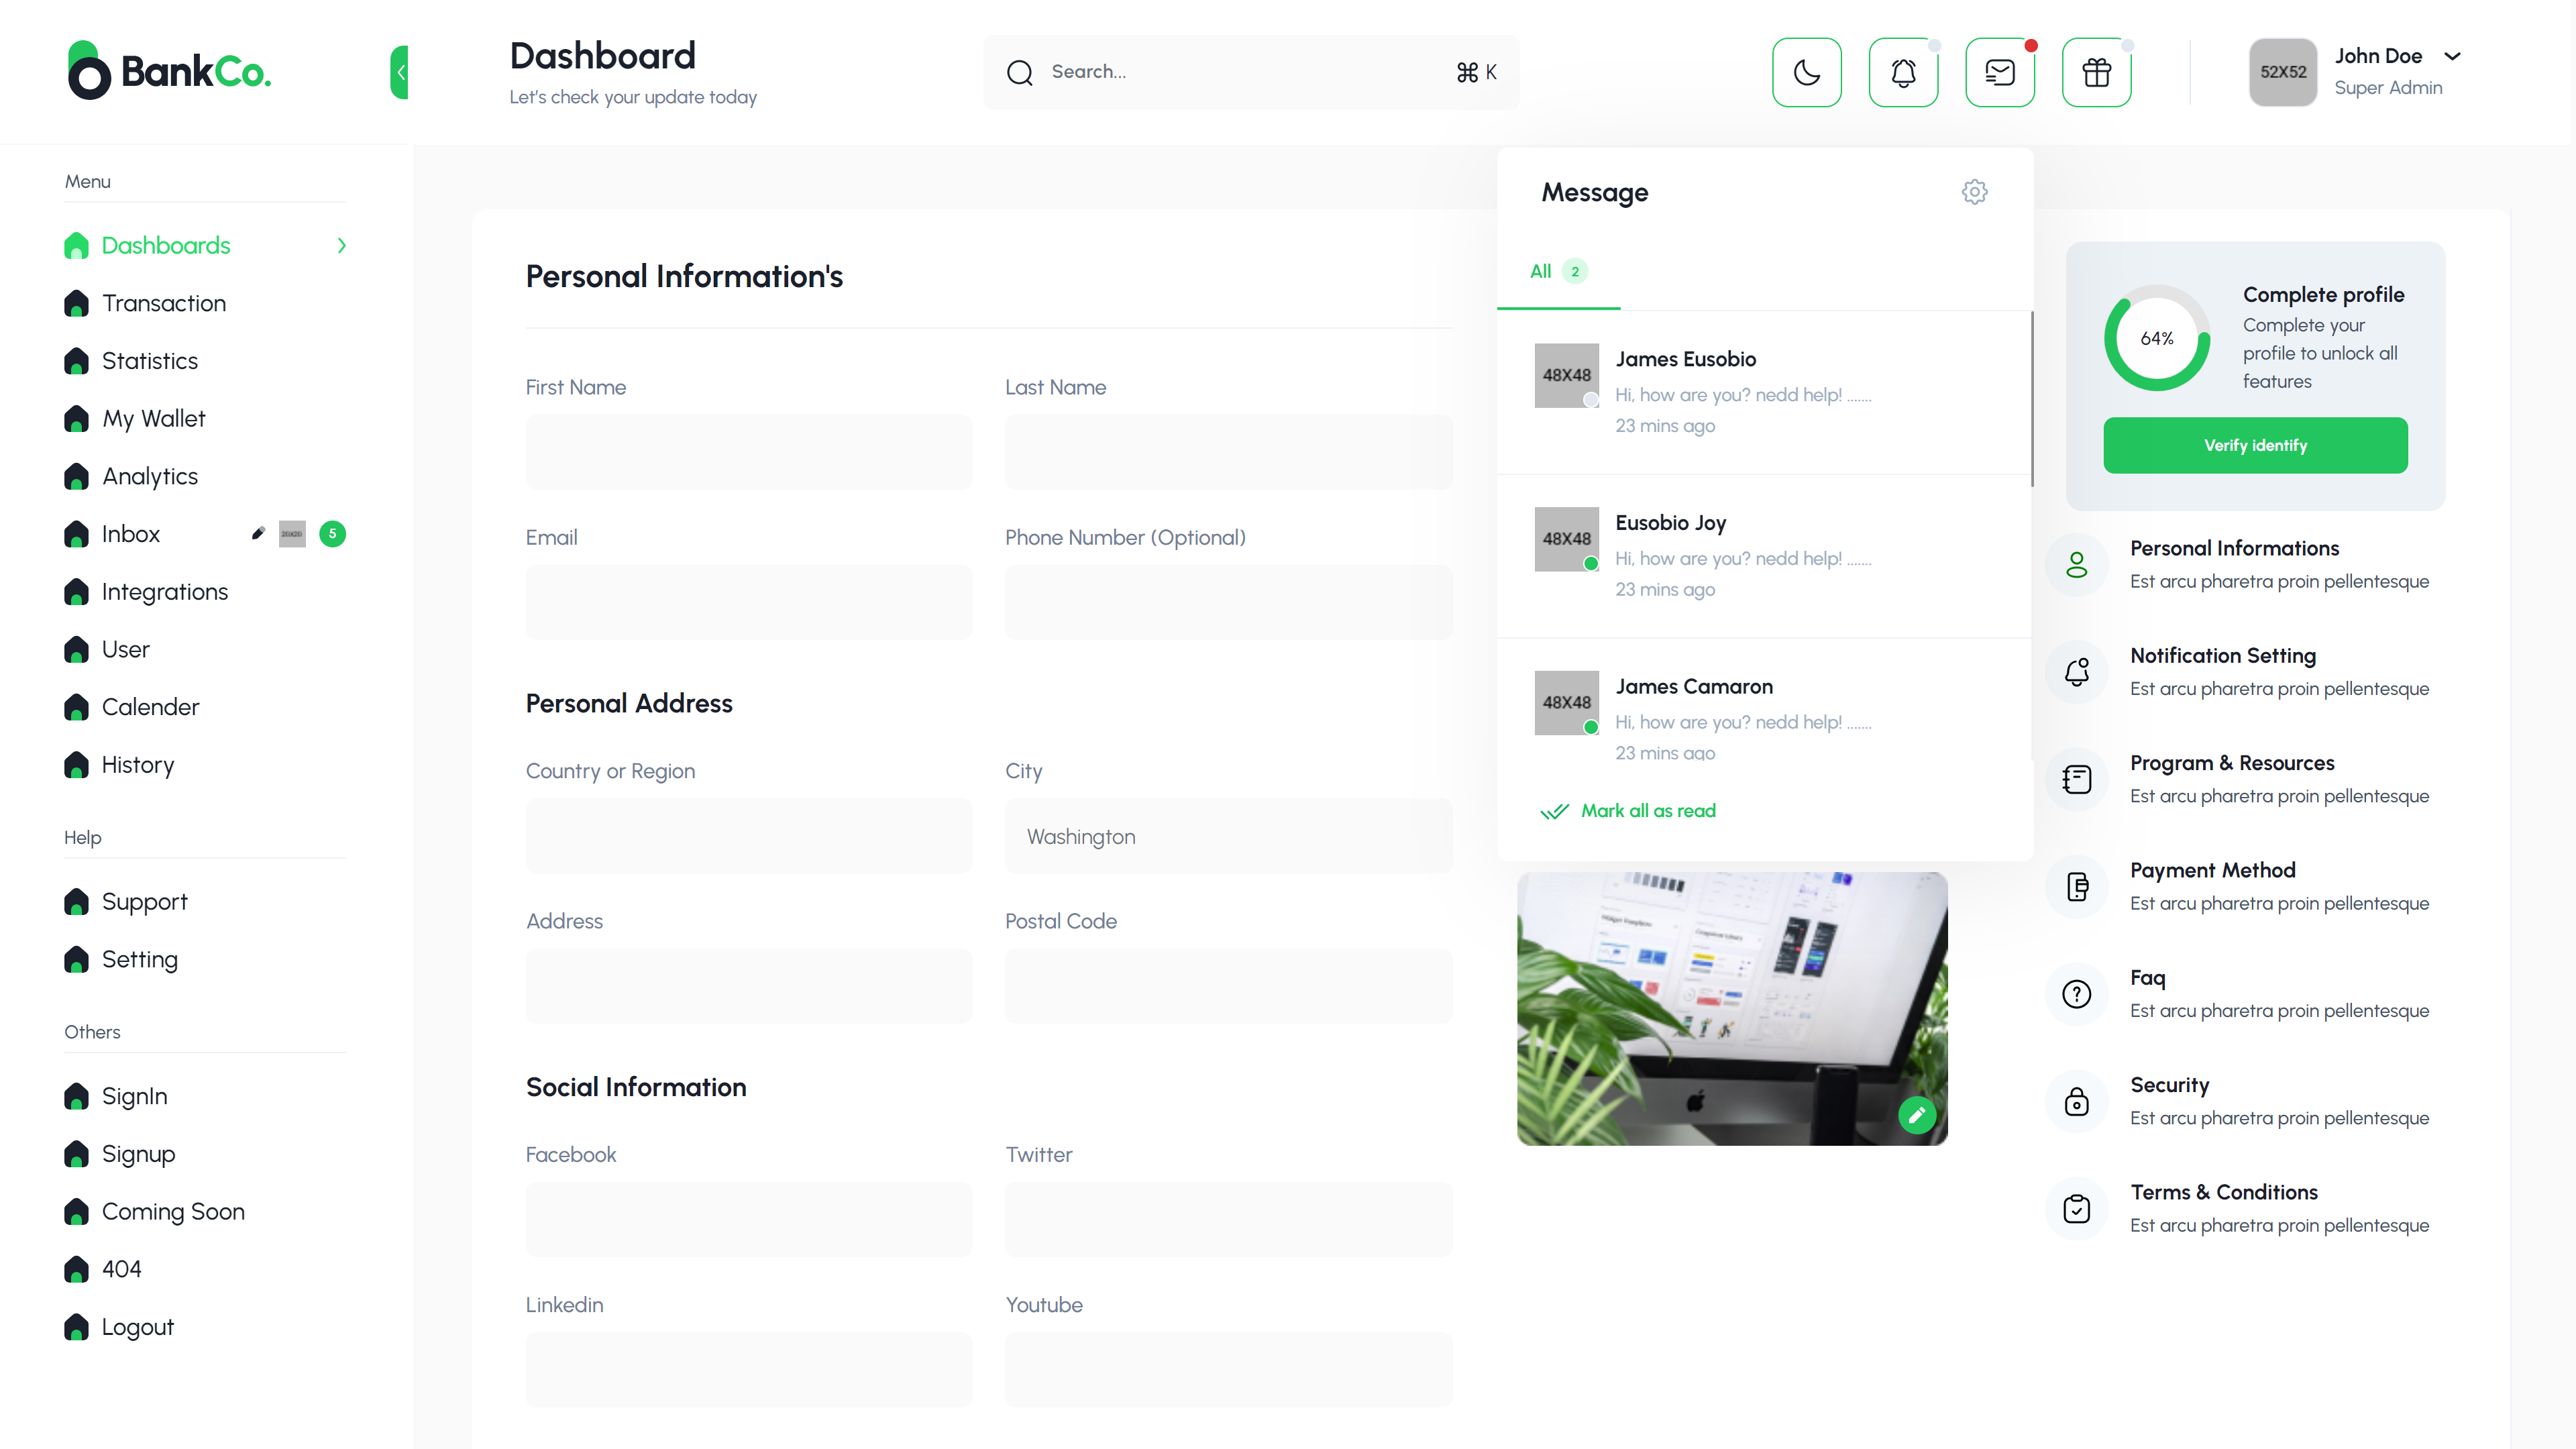 BankCo.
Dashboard
Let's check your update today
Search...
⌘ K
52X52
John Doe
Super Admin
Menu
Dashboards
Transaction
Statistics
My Wallet
Analytics
Inbox
20X20
5
Integrations
User
Calender
History
Help
Support
Setting
Others
SignIn
Signup
Coming Soon
404
Logout
Personal Information's
First Name
Last Name
Email
Phone Number (Optional)
Personal Address
Country or Region
City
Washington
Address
Postal Code
Social Information
Facebook
Twitter
Linkedin
Youtube
Message
All 2
48X48
James Eusobio
Hi, how are you? nedd help! .......
23 mins ago
48X48
Eusobio Joy
Hi, how are you? nedd help! .......
23 mins ago
48X48
James Camaron
Hi, how are you? nedd help! .......
23 mins ago
Mark all as read
64%
Complete profile
Complete your
profile to unlock all
features
Verify identify
Personal Informations
Est arcu pharetra proin pellentesque
Notification Setting
Est arcu pharetra proin pellentesque
Program & Resources
Est arcu pharetra proin pellentesque
Payment Method
Est arcu pharetra proin pellentesque
Faq
Est arcu pharetra proin pellentesque
Security
Est arcu pharetra proin pellentesque
Terms & Conditions
Est arcu pharetra proin pellentesque